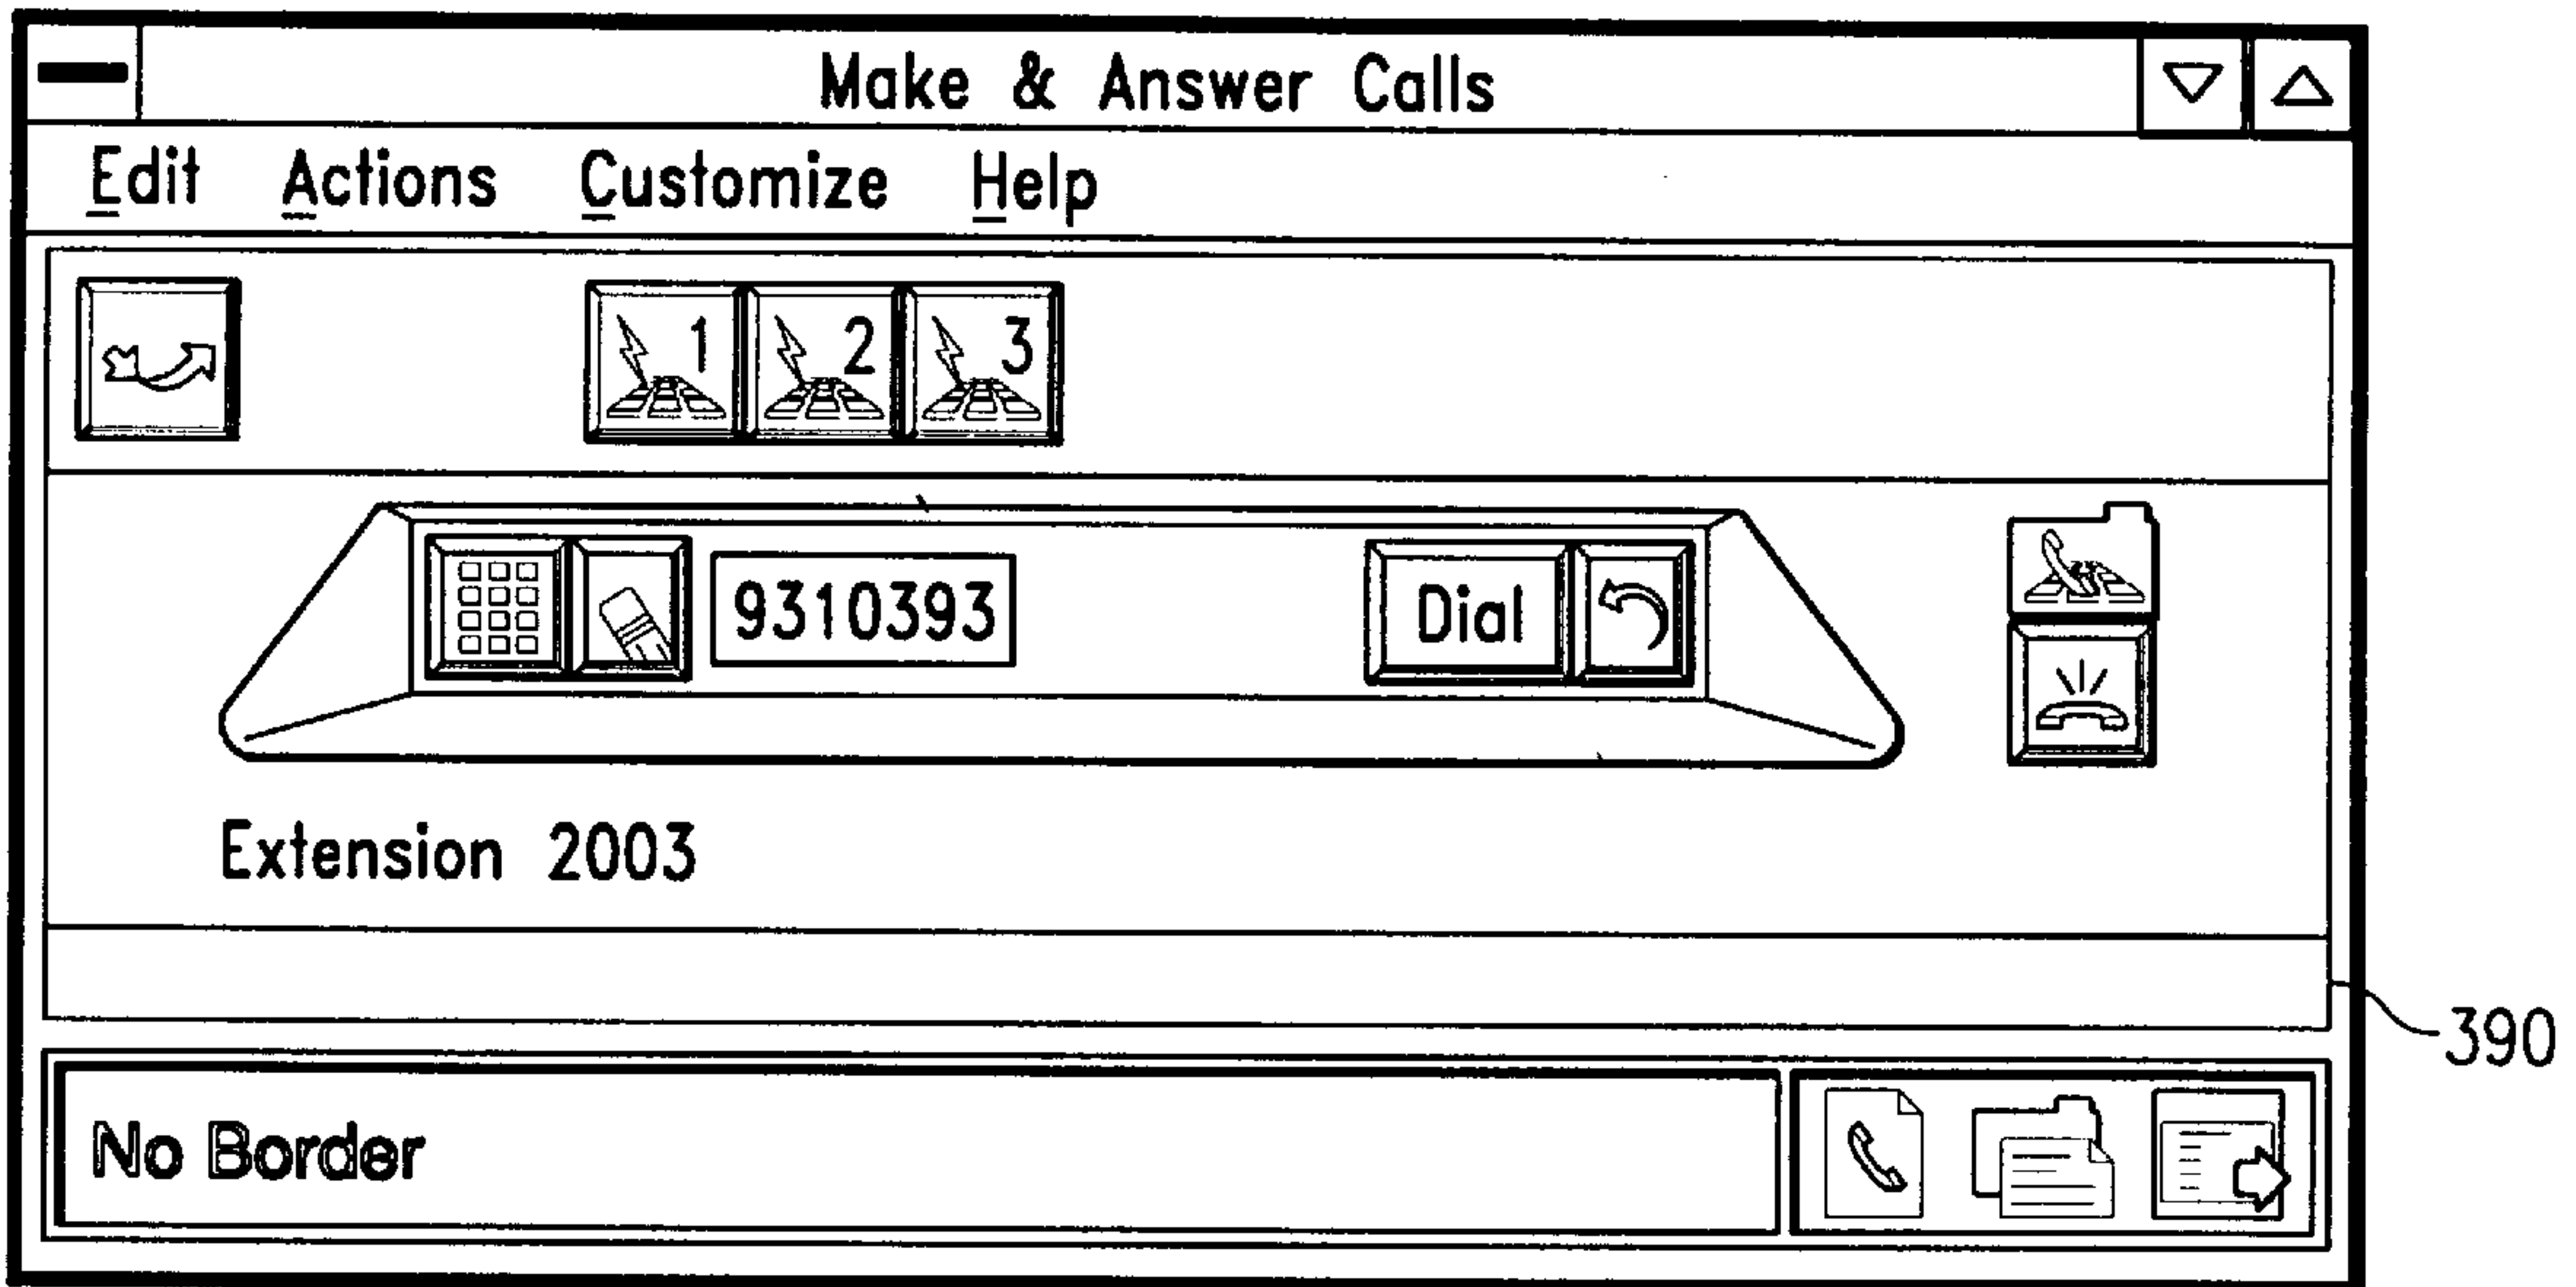 Make & Answer Calls
Edit Actions Customize Help
1 2 3
9310393 Dial
Extension 2003
390
No Border